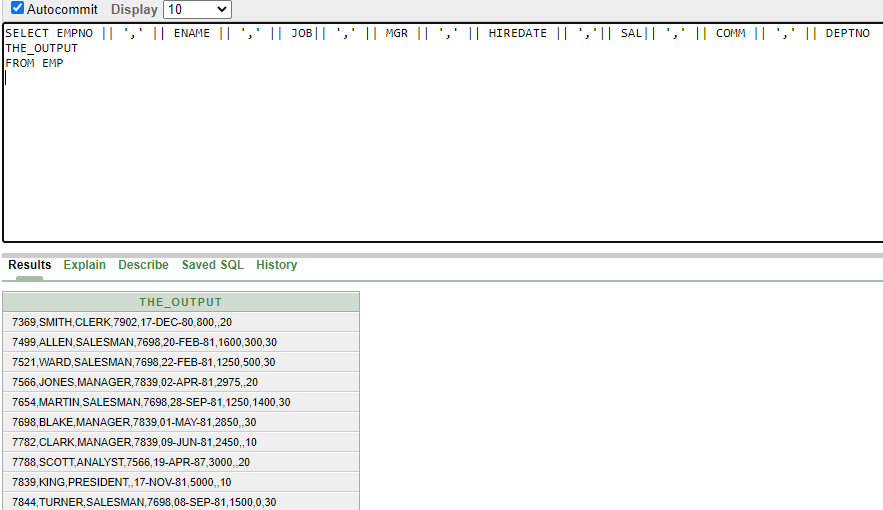 Autocommit Display 10
SELECT EMPNO || ',' || ENAME || ',' || JOB|| ',' || MGR || ',' || HIREDATE || ','|| SAL|| ',' || COMM || ',' || DEPTNO
THE_OUTPUT
FROM EMP
Results Explain Describe Saved SQL History
THE_OUTPUT
7369,SMITH,CLERK,7902,17-DEC-80,800,,20
7499,ALLEN,SALESMAN,7698,20-FEB-81,1600,300,30
7521,WARD,SALESMAN,7698,22-FEB-81,1250,500,30
7566,JONES,MANAGER,7839,02-APR-81,2975,,20
7654,MARTIN,SALESMAN,7698,28-SEP-81,1250,1400,30
7698,BLAKE,MANAGER,7839,01-MAY-81,2850,,30
7782,CLARK,MANAGER,7839,09-JUN-81,2450,,10
7788,SCOTT,ANALYST,7566,19-APR-87,3000,,20
7839,KING,PRESIDENT,,17-NOV-81,5000,,10
7844,TURNER,SALESMAN,7698,08-SEP-81,1500,0,30